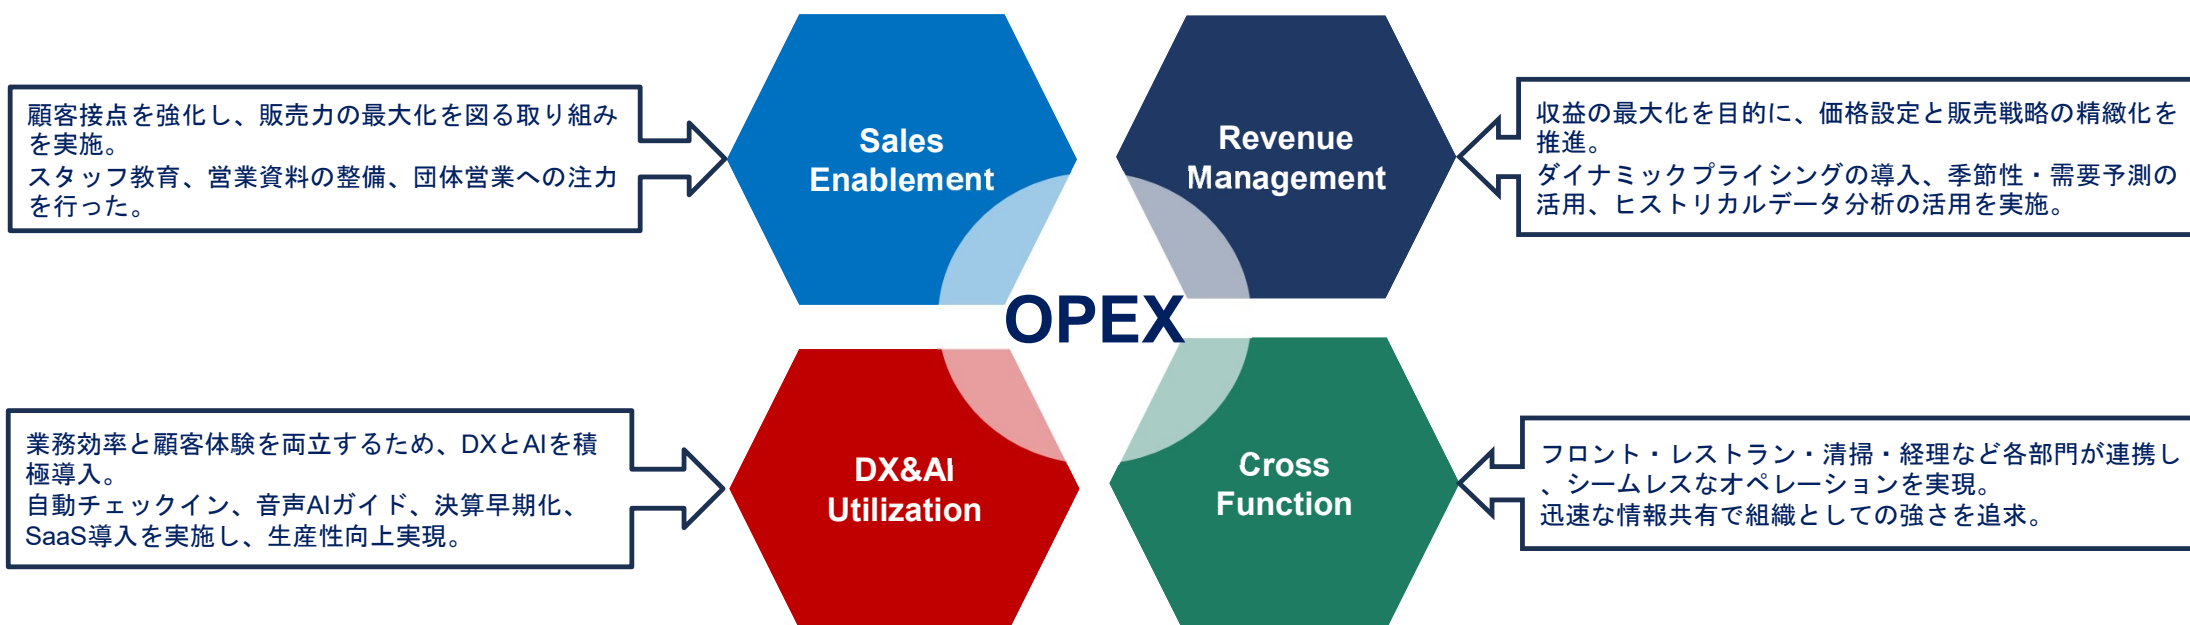 顧客接点を強化し、販売力の最大化を図る取り組み
を実施。
スタッフ教育、営業資料の整備、団体営業への注力
を行った。
Sales
Enablement
Revenue
Management
収益の最大化を目的に、価格設定と販売戦略の精緻化を
推進。
ダイナミックプライシングの導入、季節性・需要予測の
活用、ヒストリカルデータ分析の活用を実施。
OPEX
業務効率と顧客体験を両立するため、DXとAIを積
極導入。
自動チェックイン、音声AIガイド、決算早期化、
SaaS導入を実施し、生産性向上実現。
DX&AI
Utilization
Cross
Function
フロント・レストラン・清掃・経理など各部門が連携し
、シームレスなオペレーションを実現。
迅速な情報共有で組織としての強さを追求。